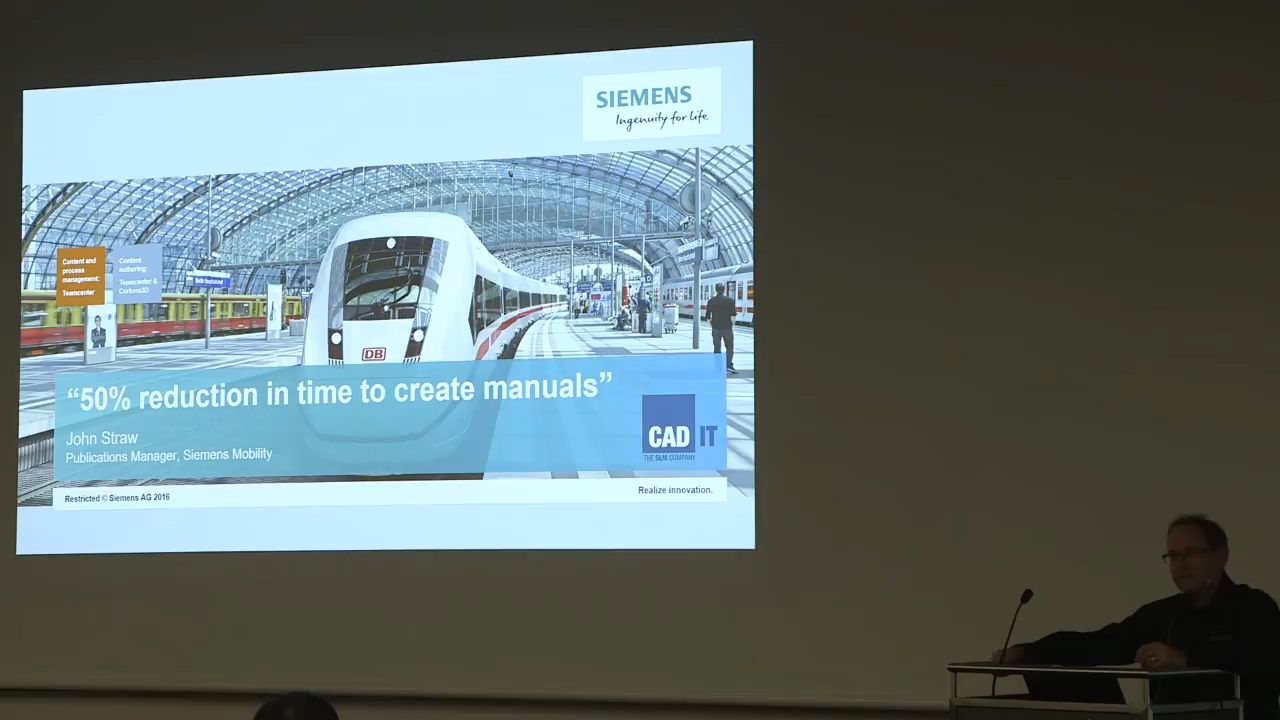 SIEMENS
Ingenuity for life
Content and
process
management:
Teamcenter
Content
authoring:
Teamcenter &
Cortona3D
DB
“50% reduction in time to create manuals”
John Straw
Publications Manager, Siemens Mobility
CAD IT
THE SLM COMPANY
Restricted © Siemens AG 2016
Realize innovation.